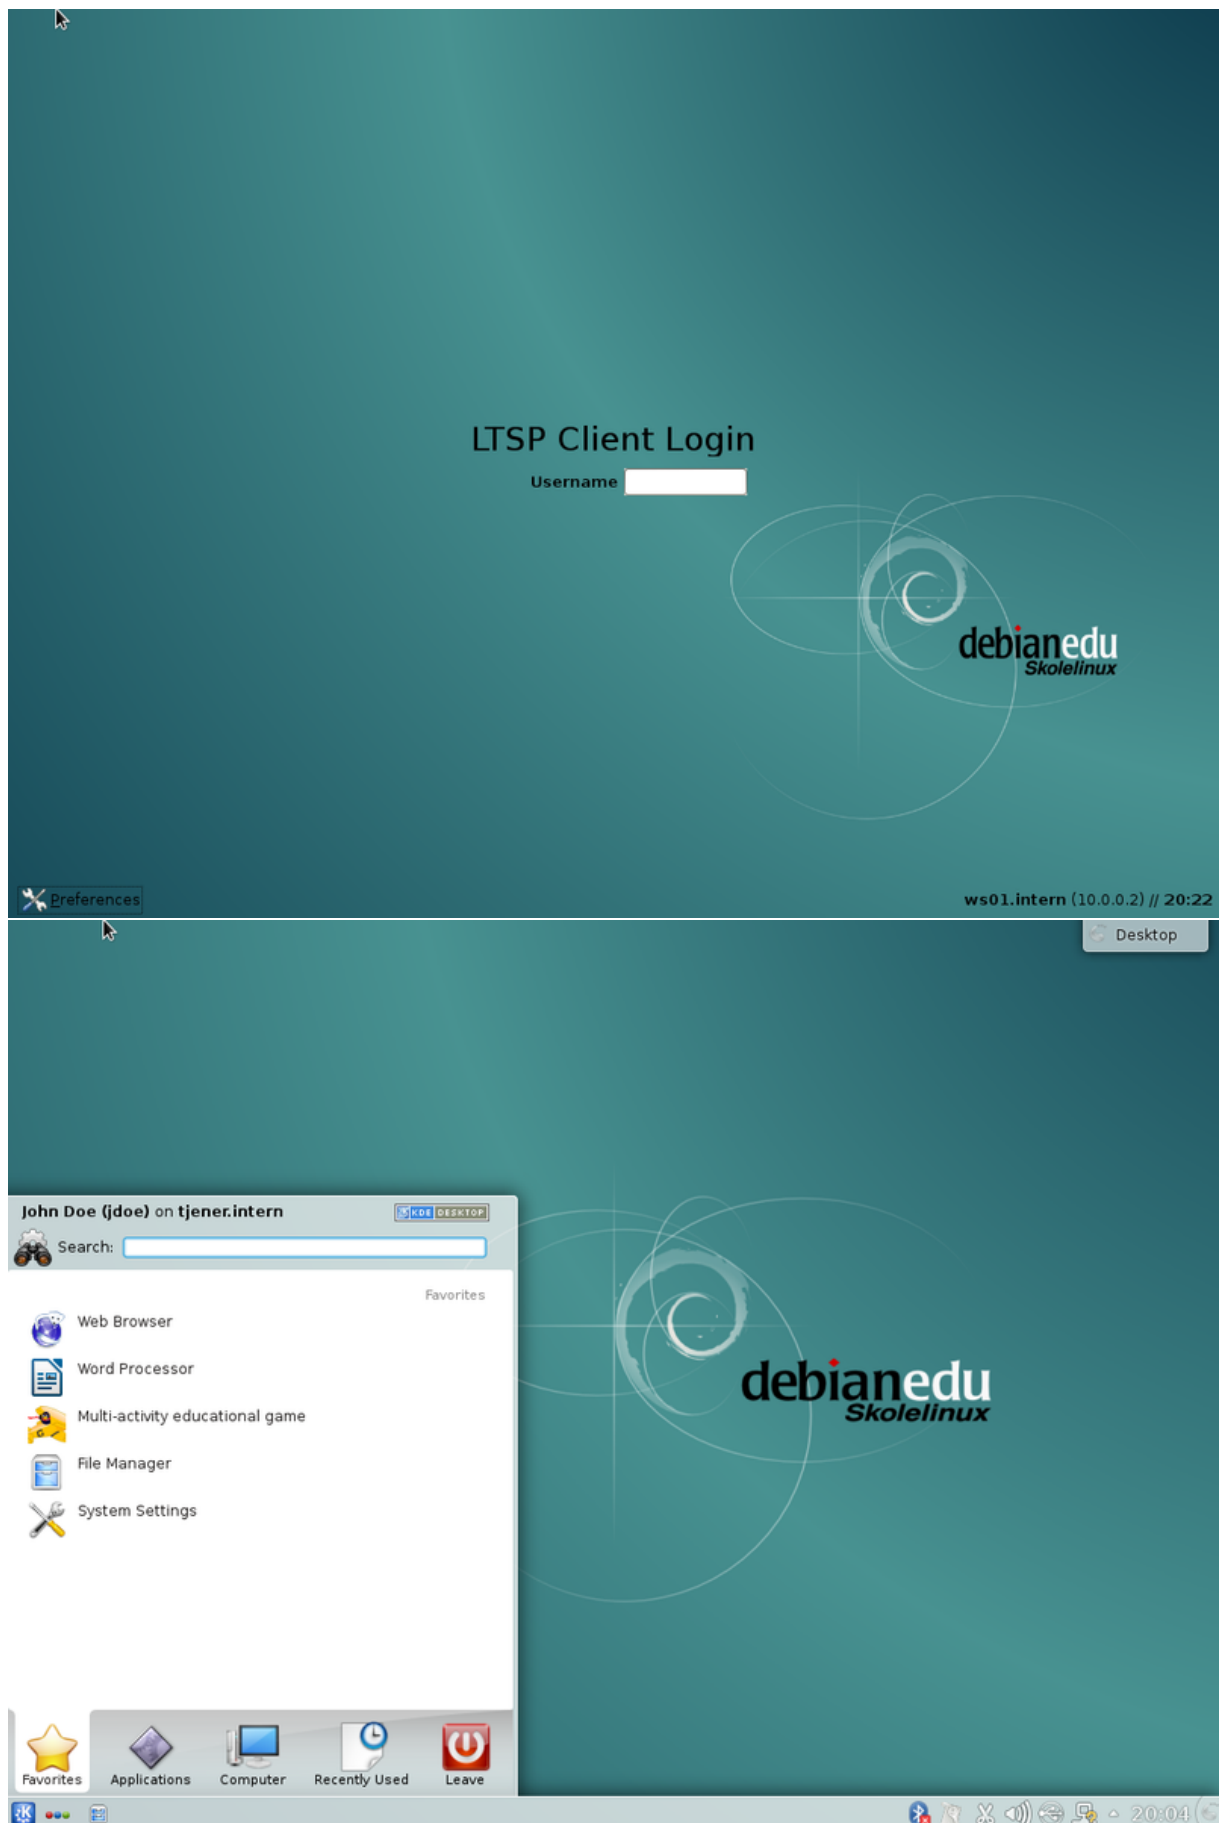 LTSP Client Login
Username
debianedu
Skolelinux
Preferences
ws01.intern (10.0.0.2) // 20:22
Desktop
John Doe (jdoe) on tjener.intern
KDE DESKTOP
Search:
Favorites
Web Browser
Word Processor
Multi-activity educational game
File Manager
System Settings
debianedu
Skolelinux
Favorites
Applications
Computer
Recently Used
Leave
20:04